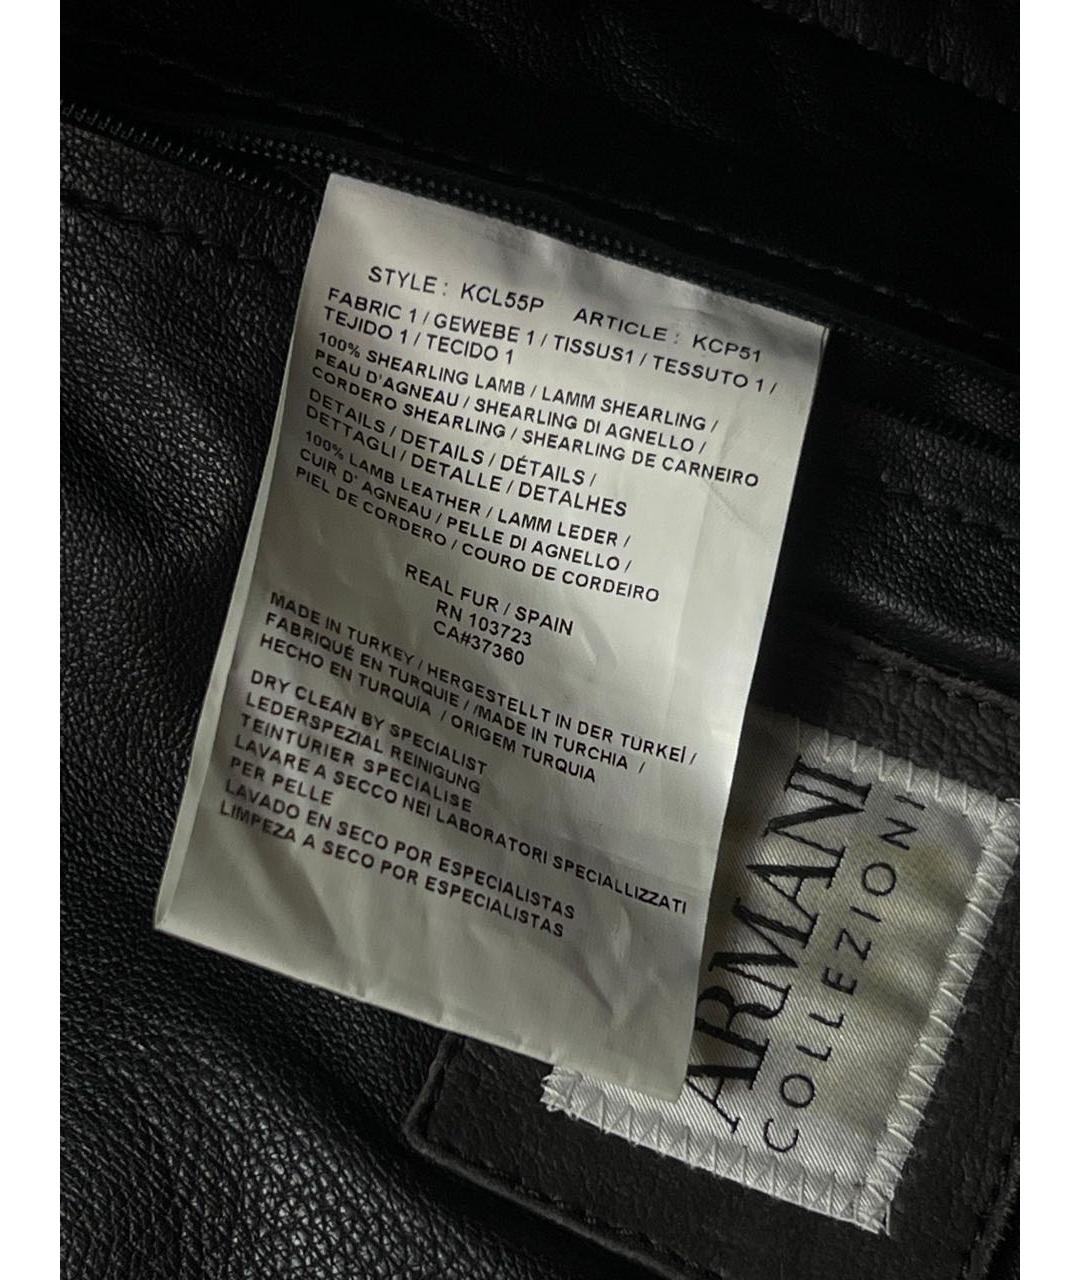 STYLE : KCL55P ARTICLE : KCP51
FABRIC 1 / GEWEBE 1 / TISSUS1 / TESSUTO 1 /
TEJIDO 1 / TECIDO 1
100% SHEARLING LAMB / LAMM SHEARLING /
PEAU D'AGNEAU / SHEARLING DI AGNELLO /
CORDERO SHEARLING / SHEARLING DE CARNEIRO
DETAILS / DETAILS / DÉTAILS /
DETTAGLI / DETALLE / DETALHES
100% LAMB LEATHER / LAMM LEDER /
CUIR D' AGNEAU / PELLE DI AGNELLO /
PIEL DE CORDERO / COURO DE CORDEIRO
REAL FUR / SPAIN
RN 103723
CA#37360
MADE IN TURKEY / HERGESTELLT IN DER TÜRKEİ /
FABRIQUÉ EN TURQUIE / /MADE IN TURCHIA /
HECHO EN TURQUÍA / ORIGEM TURQUIA
DRY CLEAN BY SPECIALIST
LEDERSPEZIAL REINIGUNG
TEINTURIER SPECIALISE
LAVARE A SECCO NEI LABORATORI SPECIALLIZZATI
PER PELLE
LAVADO EN SECO POR ESPECIALISTAS
LIMPEZA A SECO POR ESPECIALISTAS
ARMANI
COLLEZIONI